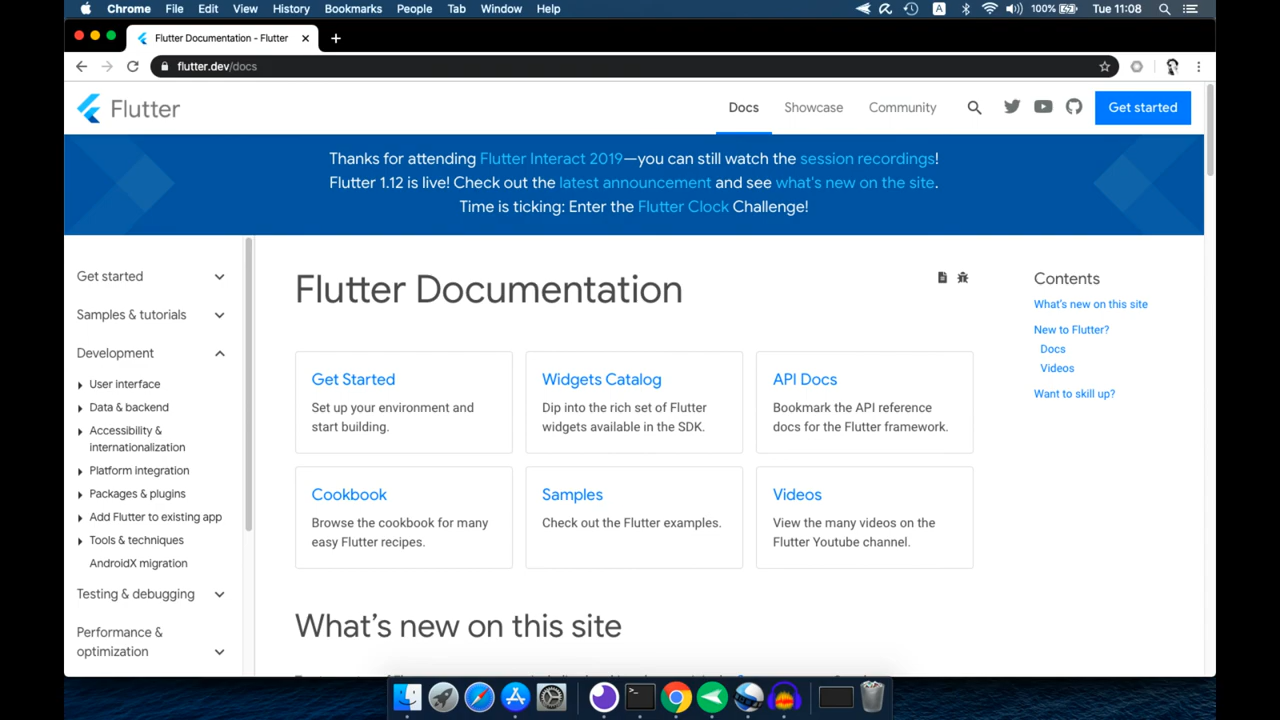 Chrome File Edit View History Bookmarks People Tab Window Help A 100% Tue 11:08
Flutter Documentation - Flutter
flutter.dev/docs
Flutter Docs Showcase Community Get started
Thanks for attending Flutter Interact 2019—you can still watch the session recordings!
Flutter 1.12 is live! Check out the latest announcement and see what's new on the site.
Time is ticking: Enter the Flutter Clock Challenge!
Get started
Samples & tutorials
Development
User interface
Data & backend
Accessibility &
internationalization
Platform integration
Packages & plugins
Add Flutter to existing app
Tools & techniques
AndroidX migration
Testing & debugging
Performance &
optimization
Flutter Documentation
Get Started
Set up your environment and
start building.
Widgets Catalog
Dip into the rich set of Flutter
widgets available in the SDK.
API Docs
Bookmark the API reference
docs for the Flutter framework.
Cookbook
Browse the cookbook for many
easy Flutter recipes.
Samples
Check out the Flutter examples.
Videos
View the many videos on the
Flutter Youtube channel.
What's new on this site
Contents
What's new on this site
New to Flutter?
Docs
Videos
Want to skill up?